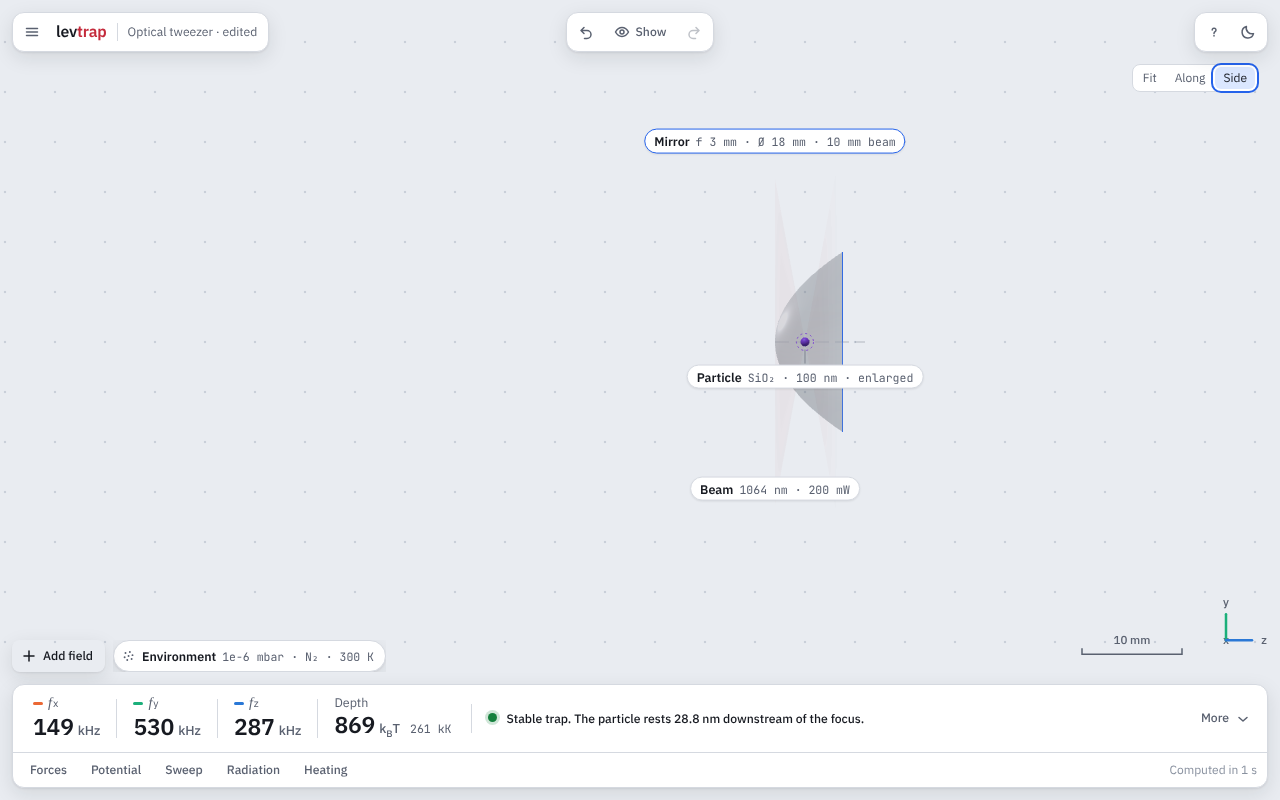 levtrap
Optical tweezer · edited
Show
?
Fit
Along
Side
Mirror f 3 mm · Ø 18 mm · 10 mm beam
Particle SiO₂ · 100 nm · enlarged
Beam 1064 nm · 200 mW
y
x
z
10 mm
Add field
Environment 1e-6 mbar · N₂ · 300 K
fx
149 kHz
fy
530 kHz
fz
287 kHz
Depth
869 kBT 261 kK
Stable trap. The particle rests 28.8 nm downstream of the focus.
More
Forces
Potential
Sweep
Radiation
Heating
Computed in 1 s